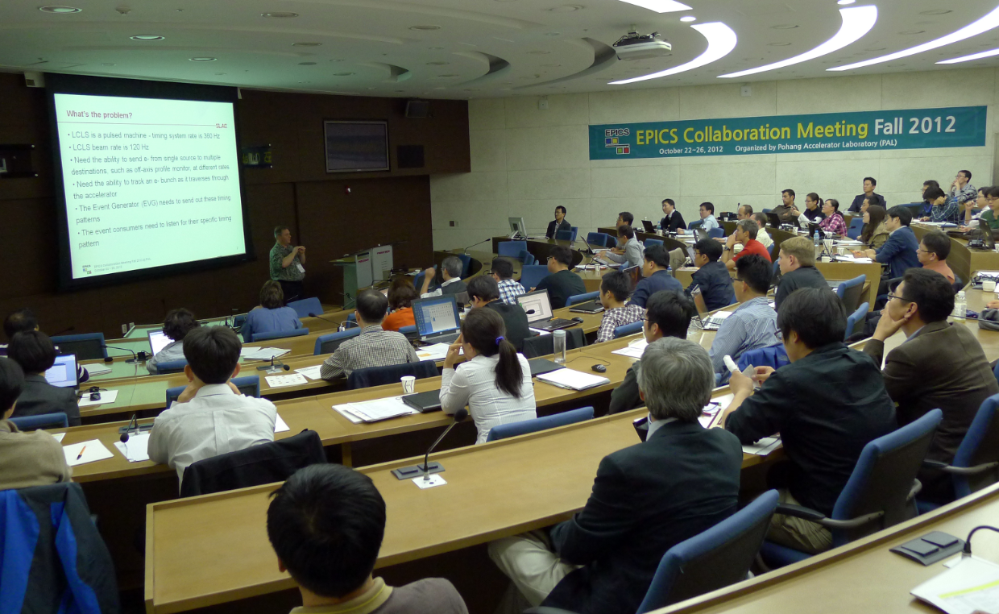 What's the problem?
SLAC
• LCLS is a pulsed machine - timing system rate is 360 Hz
• LCLS beam rate is 120 Hz
• Need the ability to send e- from single source to multiple
destinations, such as off-axis profile monitor, at different rates
• Need the ability to track an e- bunch as it traverses through
the accelerator
• The Event Generator (EVG) needs to send out these timing
patterns
• The event consumers need to listen for their specific timing
pattern
EPICS
EPICS
EPICS Collaboration Meeting Fall 2012
October 22~26, 2012 Organized by Pohang Accelerator Laboratory (PAL)